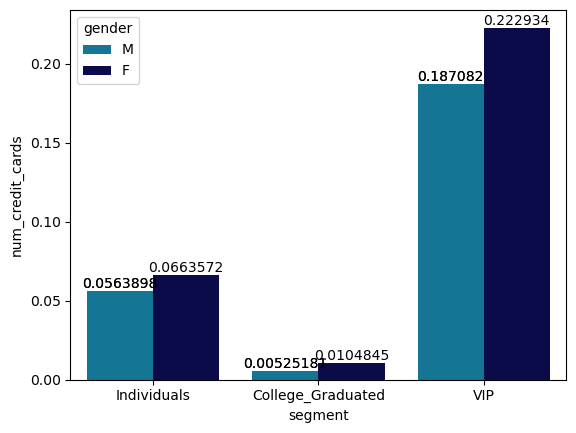 gender
M
F
num_credit_cards
0.20
0.15
0.10
0.05
0.00
0.0563898
0.0663572
0.00525181
0.0104845
0.187082
0.222934
Individuals
College_Graduated
VIP
segment